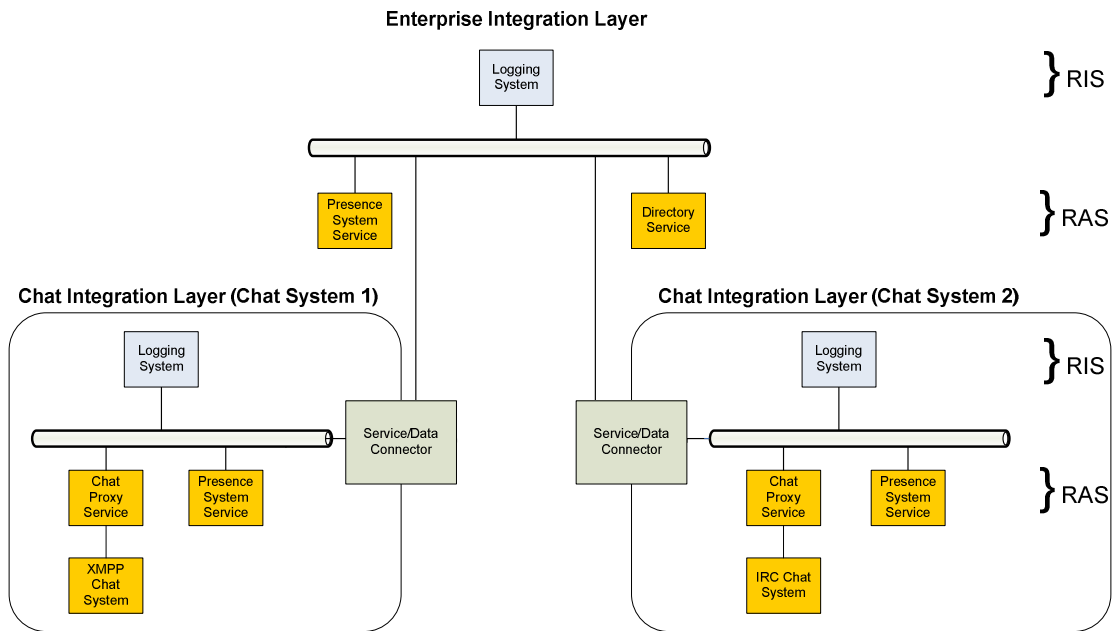 Enterprise Integration Layer
Logging
System
} RIS
Presence
System
Service
Directory
Service
} RAS
Chat Integration Layer (Chat System 1)
Chat Integration Layer (Chat System 2)
Logging
System
Logging
System
} RIS
Service/Data
Connector
Service/Data
Connector
Chat
Proxy
Service
Presence
System
Service
Chat
Proxy
Service
Presence
System
Service
} RAS
XMPP
Chat
System
IRC Chat
System